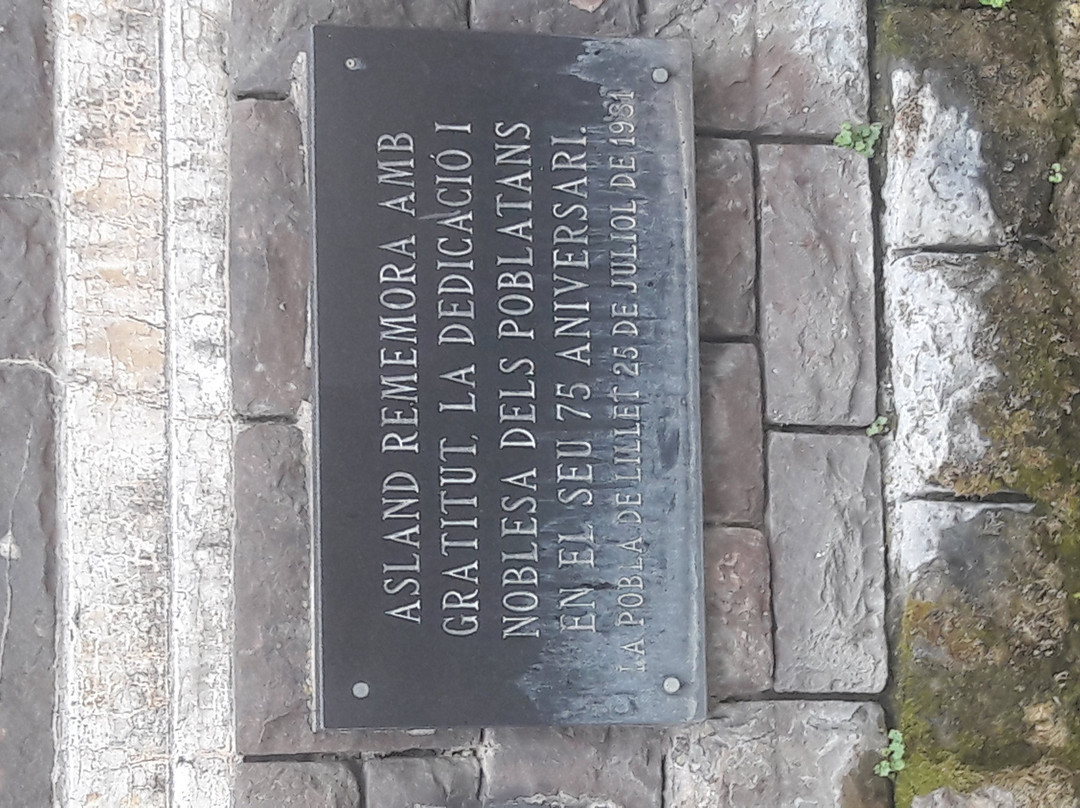 ASLAND REMEMORA AMB
GRATITUT LA DEDICACIÓ I
NOBLESA DELS POBLATANS
EN EL SEU 75 ANIVERSARI.
LA POBLA DE LILLET 25 DE JULIOL DE 1981